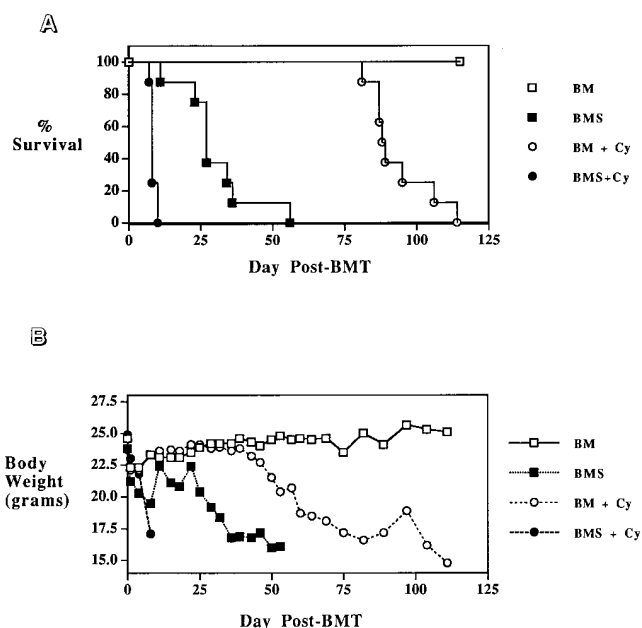 A
100
80
60
40
20
0
%
Survival
0 25 50 75 100 125
Day Post-BMT
BM
BMS
BM + Cy
BMS+Cy
B
27.5
25.0
22.5
20.0
17.5
15.0
Body
Weight
(grams)
0 25 50 75 100 125
Day Post-BMT
BM
BMS
BM + Cy
BMS + Cy